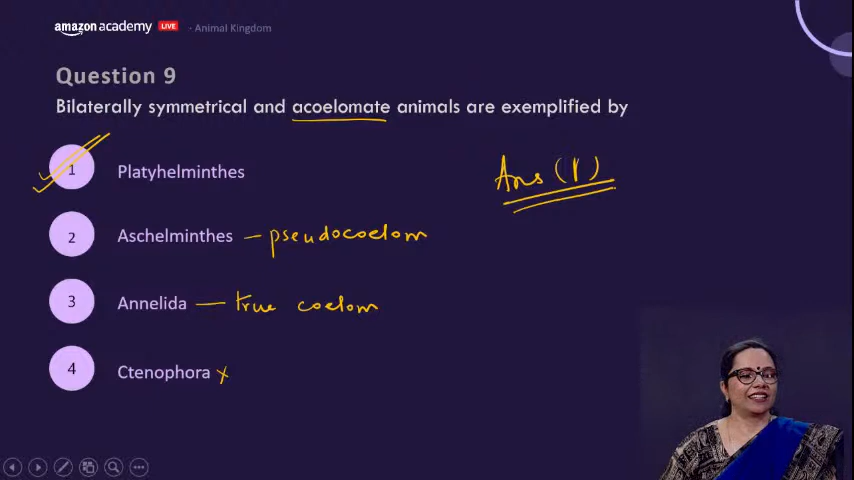 amazon academy LIVE · Animal Kingdom
Question 9
Bilaterally symmetrical and acoelomate animals are exemplified by
1 Platyhelminthes
Ans (1)
2 Aschelminthes — pseudocoelom
3 Annelida — true coelom
4 Ctenophora x